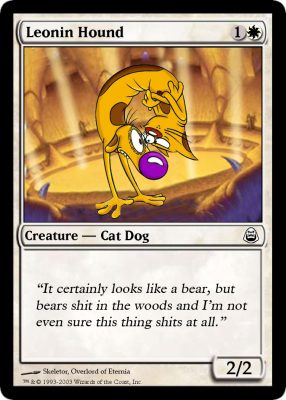 Leonin Hound 1
Creature — Cat Dog
“It certainly looks like a bear, but
bears shit in the woods and I’m not
even sure this thing shits at all.”
Skeletor, Overlord of Eternia
2/2
™ & © 1993-2003 Wizards of the Coast, Inc.